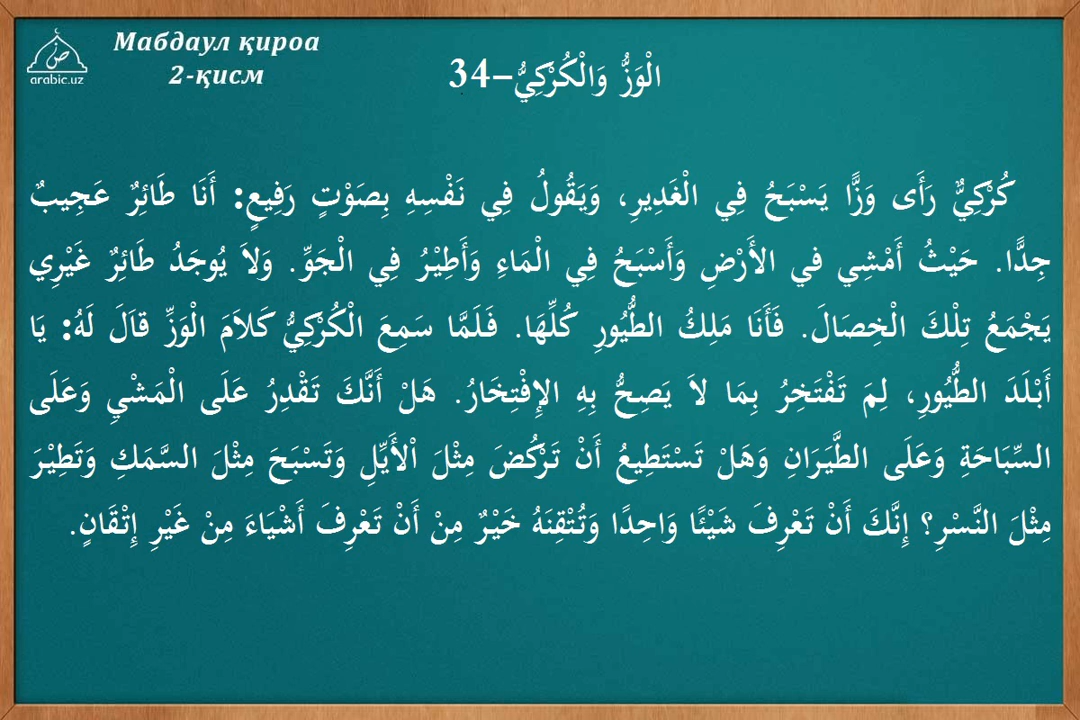 Мабдаул қироа
2-қисм
arabic.uz
34-الْوَزُّ وَالْكُرْكِيُّ
كُرْكِيٌّ رَأَى وَزًّا يَسْبَحُ فِي الْغَدِيرِ، وَيَقُولُ فِي نَفْسِهِ بِصَوْتٍ رَفِيعٍ: أَنَا طَائِرٌ عَجِيبٌ
جِدًّا. حَيْثُ أَمْشِي في الأَرْضِ وَأَسْبَحُ فِي الْمَاءِ وَأَطِيْرُ فِي الْجَوِّ. وَلاَ يُوجَدُ طَائِرٌ غَيْرِي
يَجْمَعُ تِلْكَ الْخِصَالَ. فَأَنَا مَلِكُ الطُّيُورِ كُلِّهَا. فَلَمَّا سَمِعَ الْكُرْكِيُّ كَلاَمَ الْوَزِّ قاَلَ لَهُ: يَا
أَبْلَدَ الطُّيُورِ، لِمَ تَفْتَخِرُ بِمَا لاَ يَصِحُّ بِهِ الإِفْتِخَارُ. هَلْ أَنَّكَ تَقْدِرُ عَلَى الْمَشْيِ وَعَلَى
السِّبَاحَةِ وَعَلَى الطَّيَرَانِ وَهَلْ تَسْتَطِيعُ أَنْ تَرْكُضَ مِثْلَ اْلأَيِّلِ وَتَسْبَحَ مِثْلَ السَّمَكِ وَتَطِيْرَ
مِثْلَ النَّسْرِ؟ إِنَّكَ أَنْ تَعْرِفَ شَيْئًا وَاحِدًا وَتُتْقِنَهُ خَيْرٌ مِنْ أَنْ تَعْرِفَ أَشْيَاءَ مِنْ غَيْرِ إِتْقَانٍ.